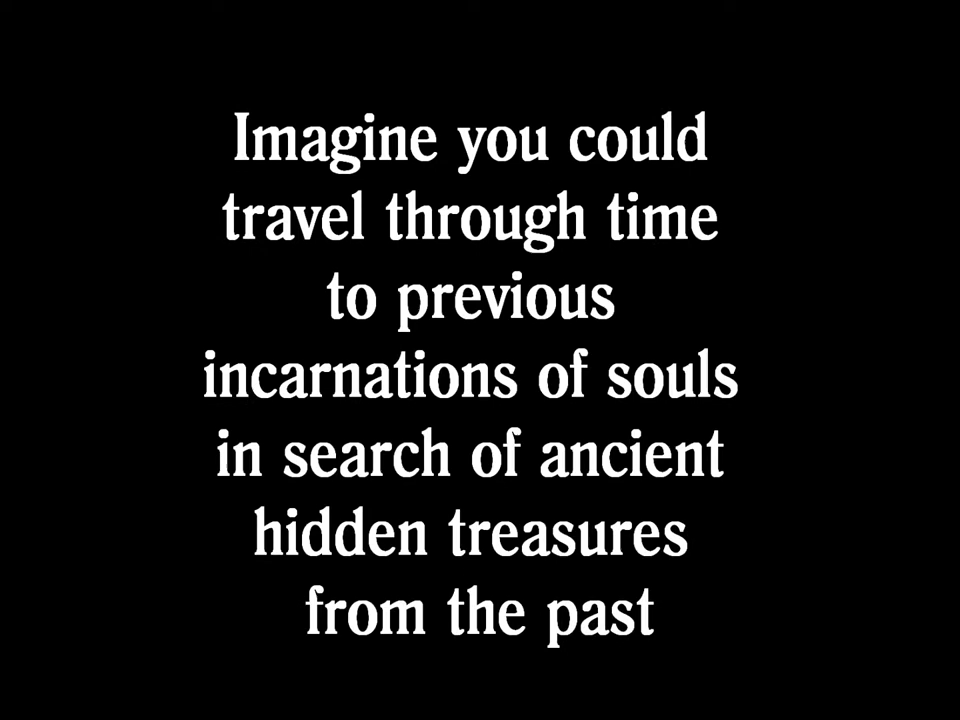 Imagine you could
travel through time
to previous
incarnations of souls
in search of ancient
hidden treasures
from the past